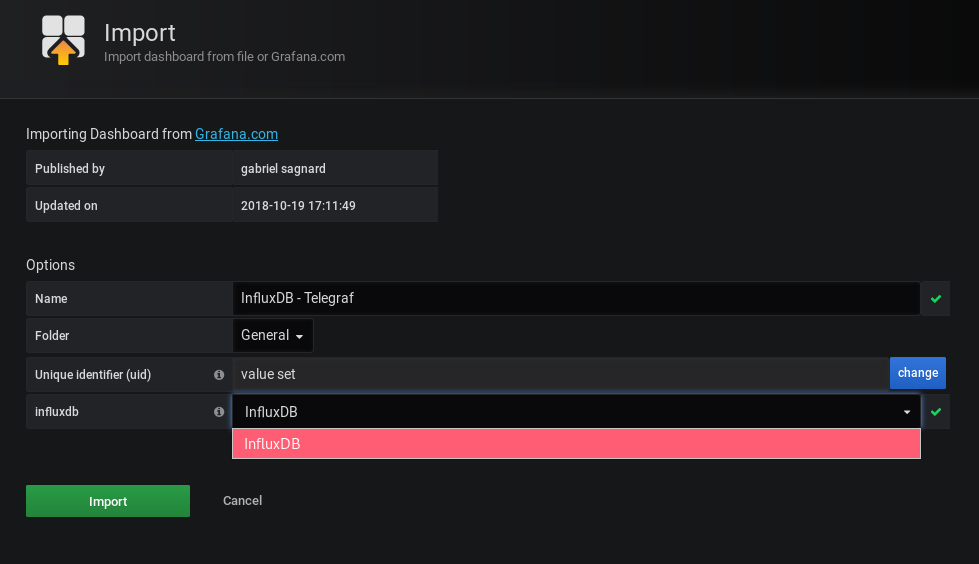 Import
Import dashboard from file or Grafana.com
Importing Dashboard from Grafana.com
Published by gabriel sagnard
Updated on 2018-10-19 17:11:49
Options
Name InfluxDB - Telegraf
Folder General
Unique identifier (uid) value set change
influxdb InfluxDB
InfluxDB
Import Cancel